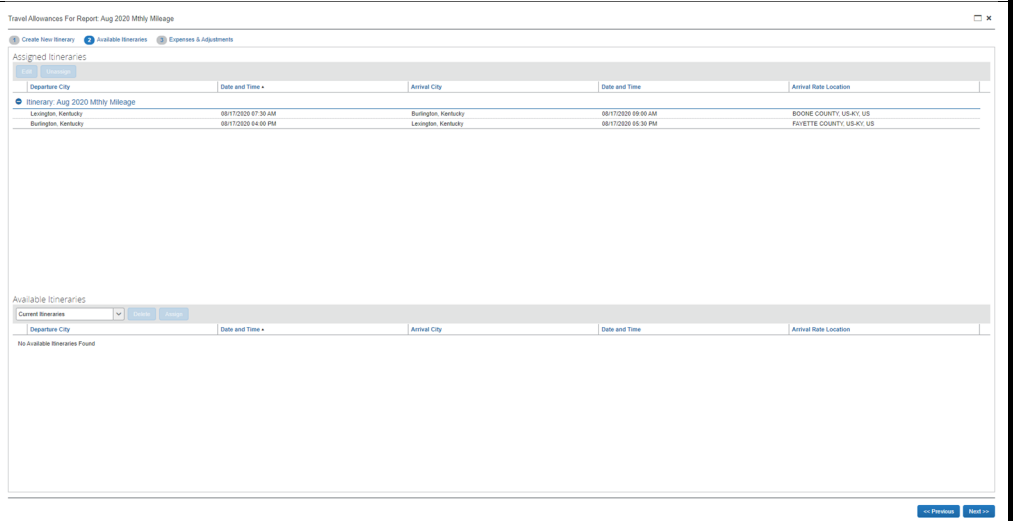 Travel Allowances For Report: Aug 2020 Mthly Mileage
1 Create New Itinerary 2 Available Itineraries 3 Expenses & Adjustments
Assigned Itineraries
Edit Unassign
Departure City Date and Time Arrival City Date and Time Arrival Rate Location
Itinerary: Aug 2020 Mthly Mileage
Lexington, Kentucky 08/17/2020 07:30 AM Burlington, Kentucky 08/17/2020 09:00 AM BOONE COUNTY, US-KY, US
Burlington, Kentucky 08/17/2020 04:00 PM Lexington, Kentucky 08/17/2020 05:30 PM FAYETTE COUNTY, US-KY, US
Available Itineraries
Current Itineraries Delete Assign
Departure City Date and Time Arrival City Date and Time Arrival Rate Location
No Available Itineraries Found
<< Previous Next >>